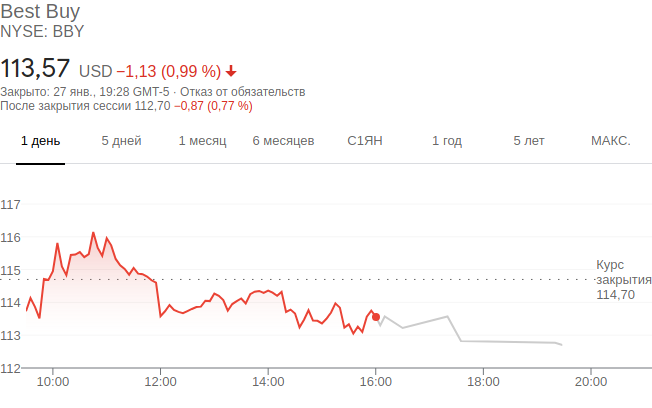 Best Buy
NYSE: BBY
113,57 USD −1,13 (0,99 %)
Закрыто: 27 янв., 19:28 GMT-5 · Отказ от обязательств
После закрытия сессии 112,70 −0,87 (0,77 %)
1 день 5 дней 1 месяц 6 месяцев С1ЯН 1 год 5 лет МАКС.
117
116
115
114
113
112
Курс
закрытия
114,70
10:00 12:00 14:00 16:00 18:00 20:00